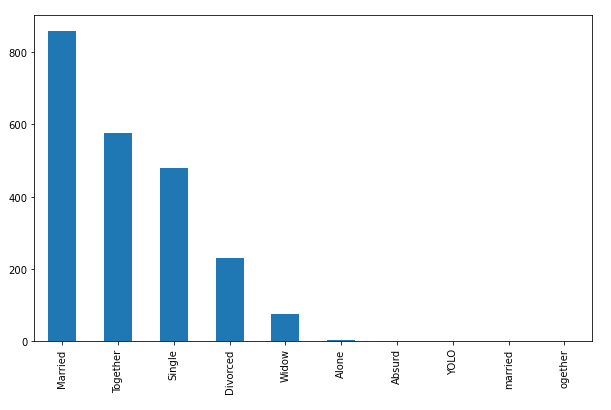 800
600
400
200
0
Married
Together
Single
Divorced
Widow
Alone
Absurd
YOLO
married
ogether